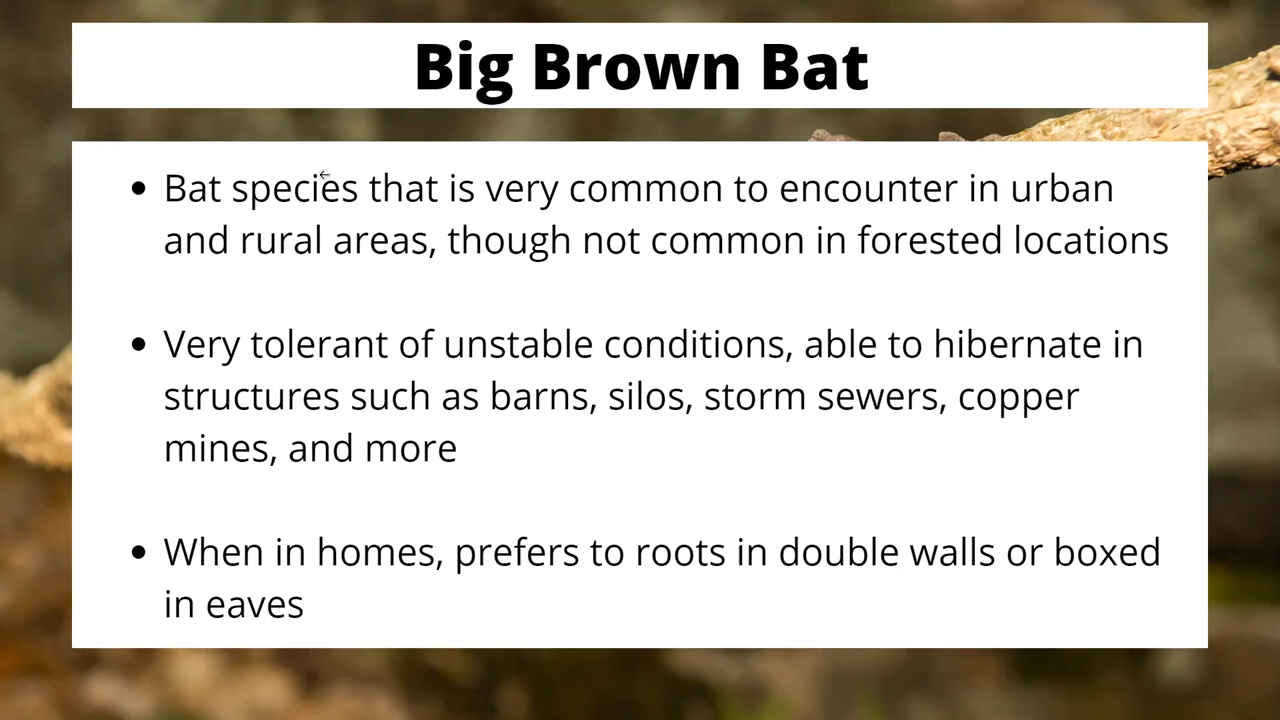 Big Brown Bat
• Bat species that is very common to encounter in urban
and rural areas, though not common in forested locations
• Very tolerant of unstable conditions, able to hibernate in
structures such as barns, silos, storm sewers, copper
mines, and more
• When in homes, prefers to roots in double walls or boxed
in eaves